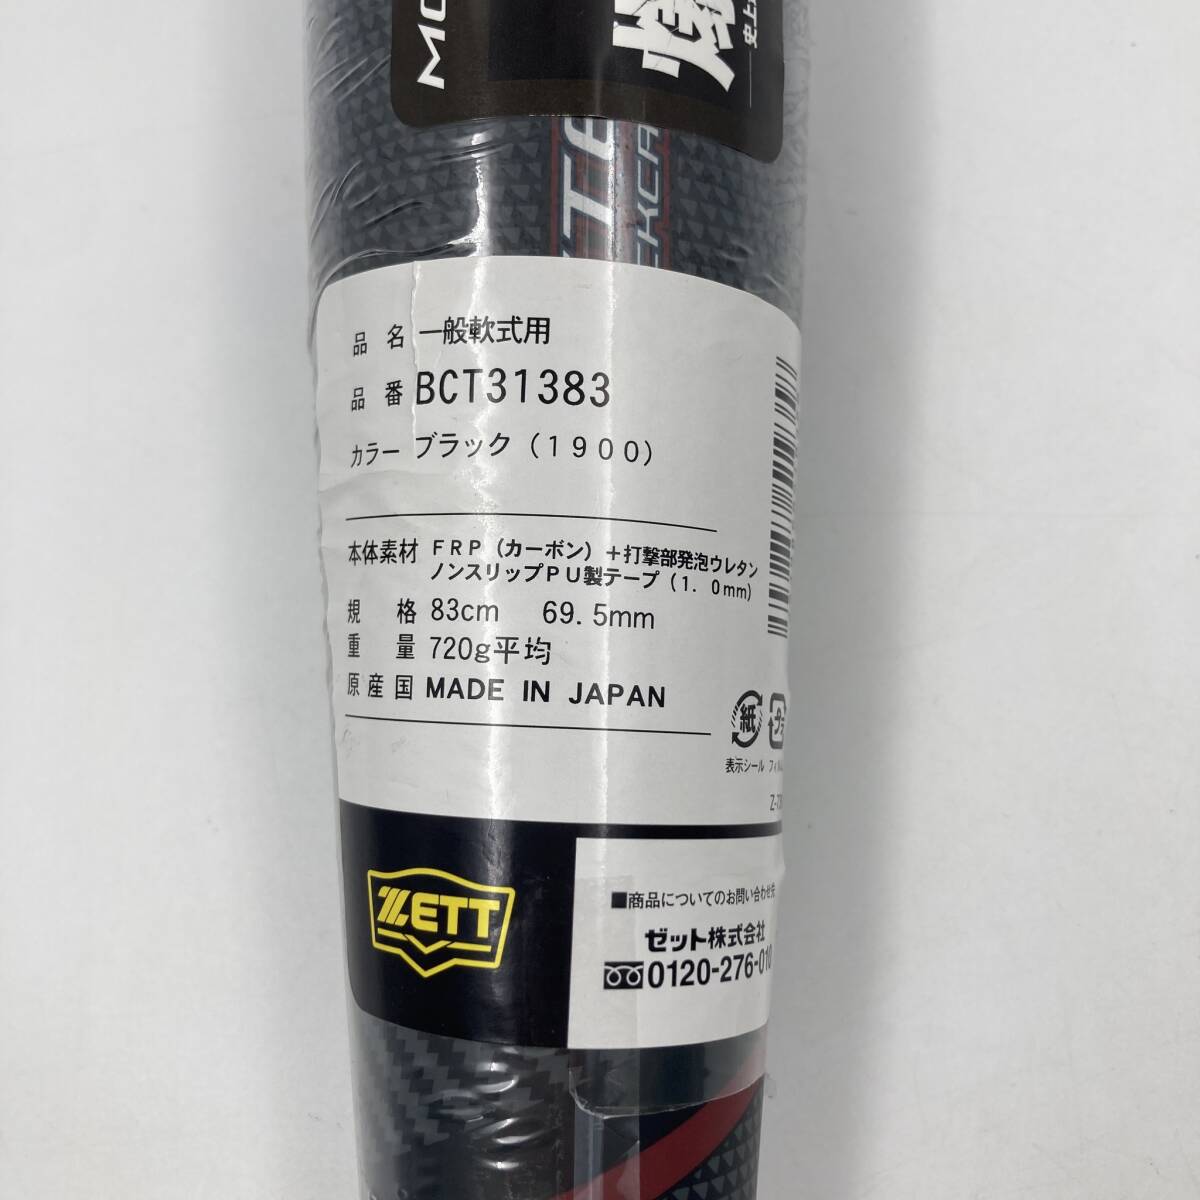 品名 一般軟式用
品番 BCT31383
カラー ブラック（1900）
本体素材 FRP（カーボン）＋打撃部発泡ウレタン
ノンスリップPU製テープ（1．0mm）
規格 83cm 69.5mm
重量 720g平均
原産国 MADE IN JAPAN
紙 プラ
表示シール
ZETT
■商品についてのお問い合わせ先
ゼット株式会社
0120-276-010